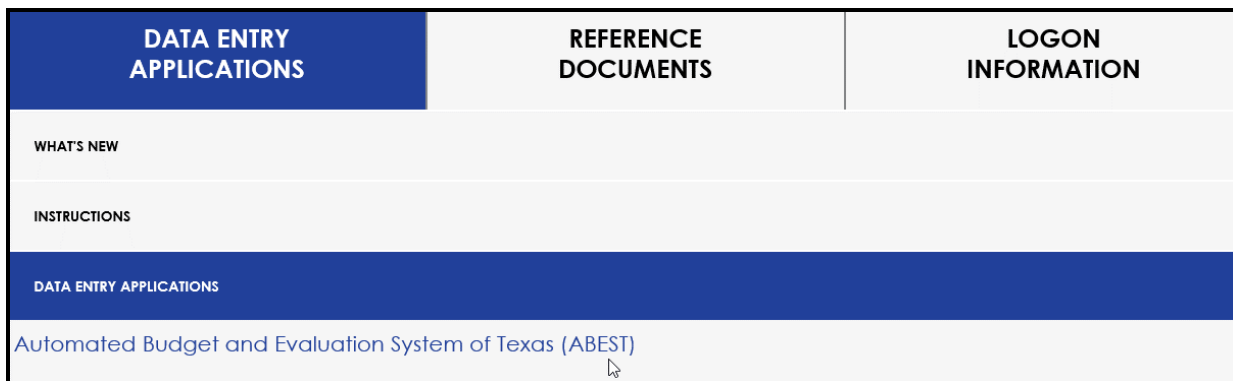 DATA ENTRY
APPLICATIONS
REFERENCE
DOCUMENTS
LOGON
INFORMATION
WHAT'S NEW
INSTRUCTIONS
DATA ENTRY APPLICATIONS
Automated Budget and Evaluation System of Texas (ABEST)